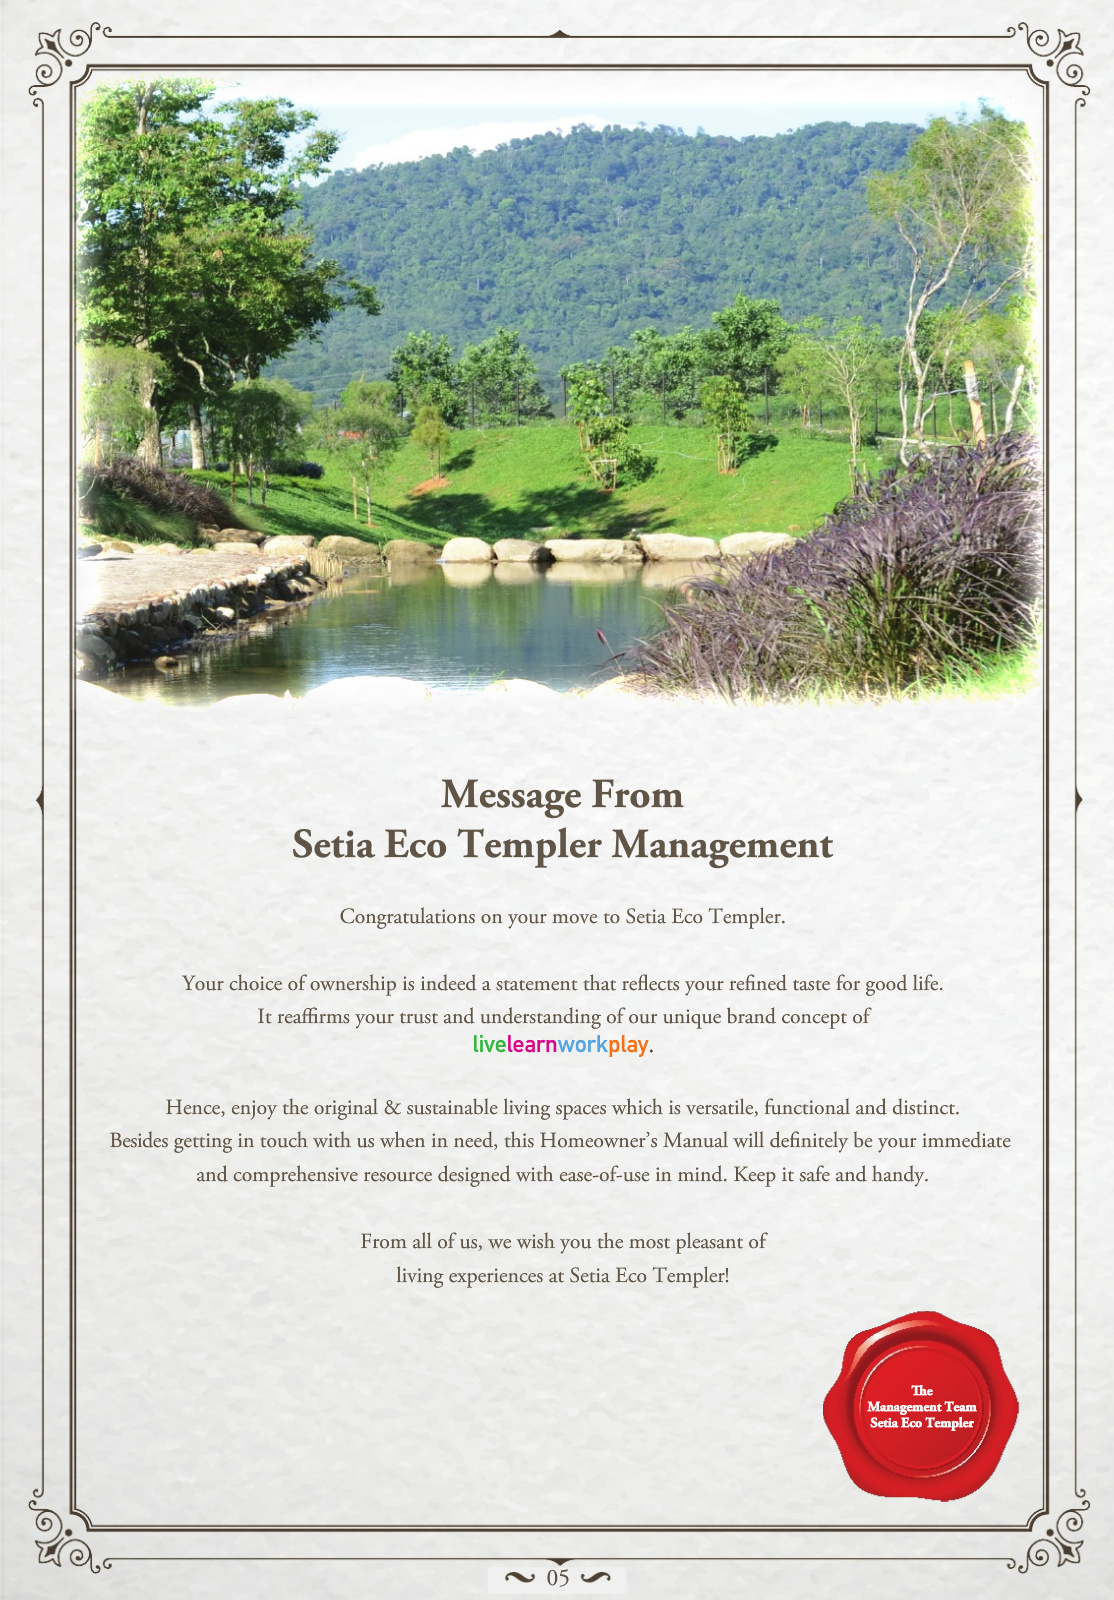 Message From
Setia Eco Templer Management
Congratulations on your move to Setia Eco Templer.
Your choice of ownership is indeed a statement that reflects your refined taste for good life.
It reaffirms your trust and understanding of our unique brand concept of
livelearnworkplay.
Hence, enjoy the original & sustainable living spaces which is versatile, functional and distinct.
Besides getting in touch with us when in need, this Homeowner’s Manual will definitely be your immediate
and comprehensive resource designed with ease-of-use in mind. Keep it safe and handy.
From all of us, we wish you the most pleasant of
living experiences at Setia Eco Templer!
The
Management Team
Setia Eco Templer
05